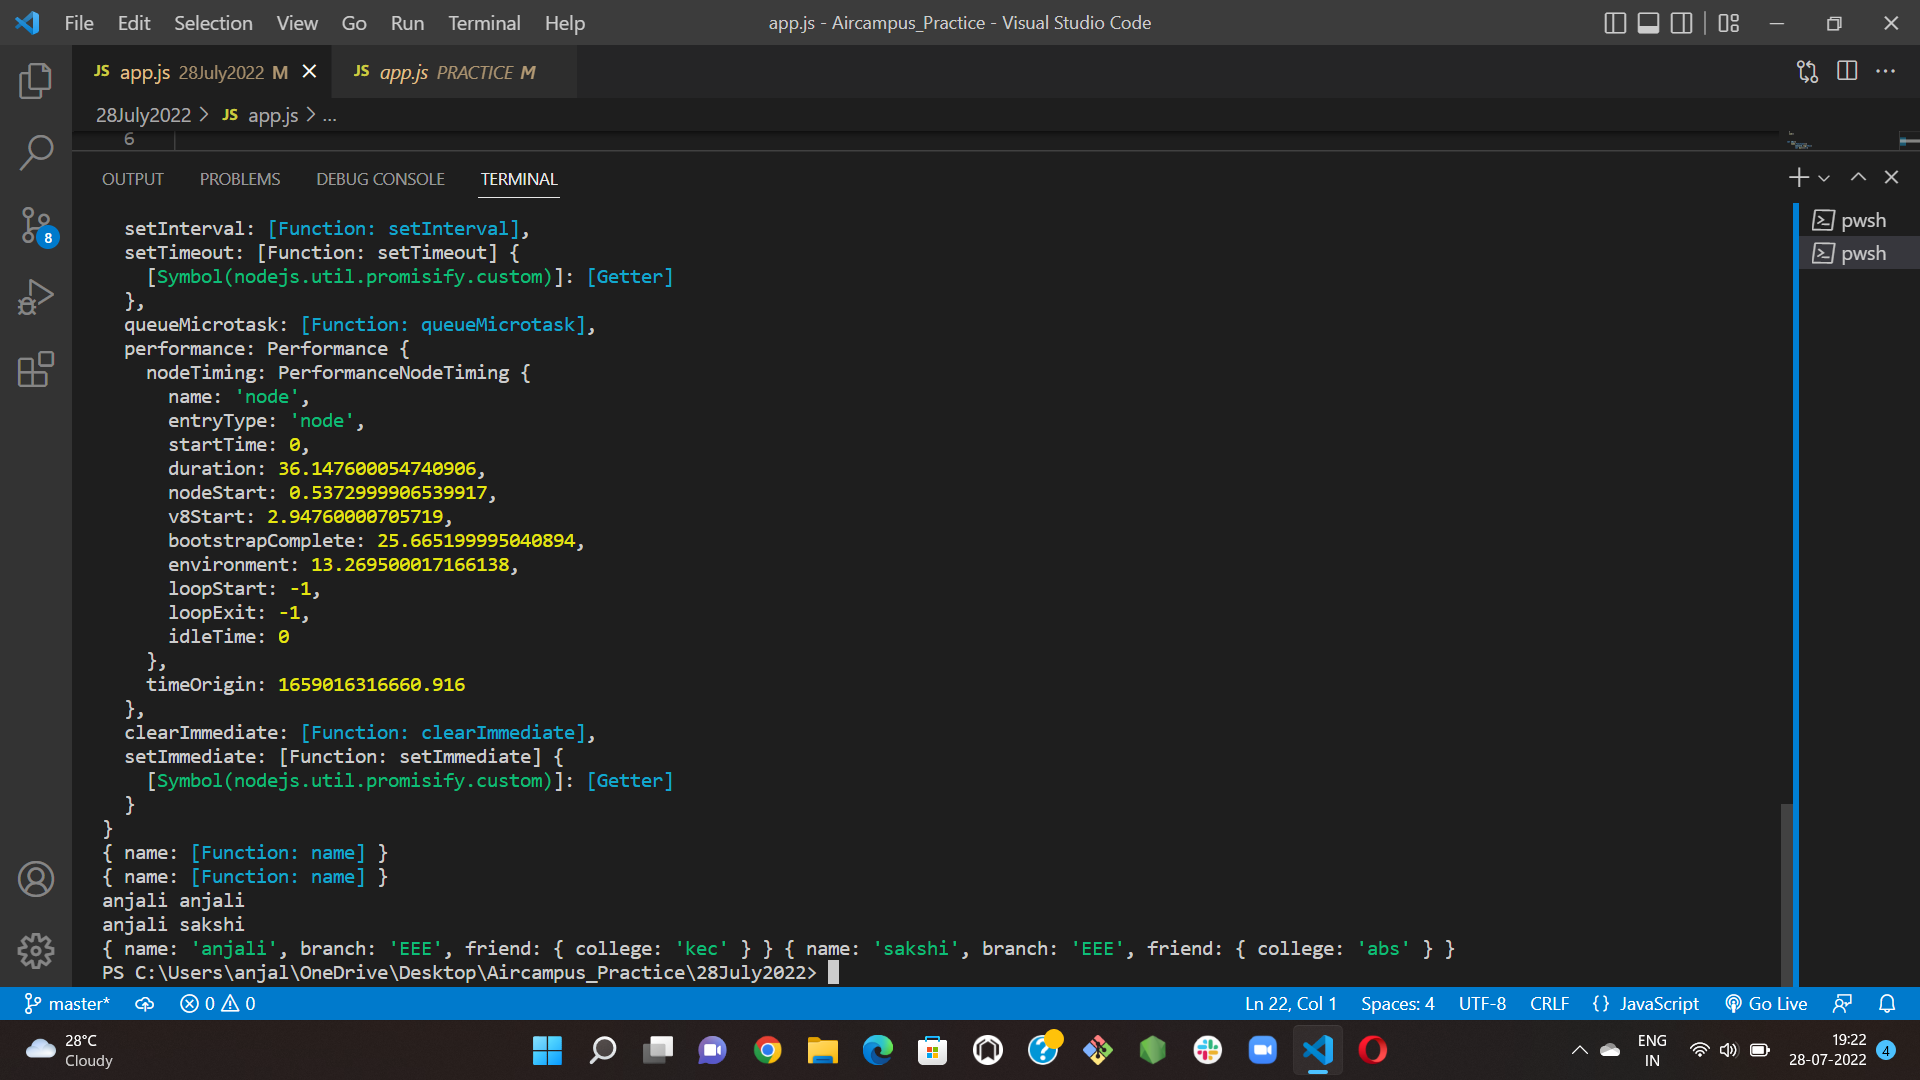 File Edit Selection View Go Run Terminal Help
app.js - Aircampus_Practice - Visual Studio Code
JS app.js 28July2022 M
JS app.js PRACTICE M
28July2022 > JS app.js > ...
6
OUTPUT PROBLEMS DEBUG CONSOLE TERMINAL
pwsh
pwsh
8
setInterval: [Function: setInterval],
setTimeout: [Function: setTimeout] {
[Symbol(nodejs.util.promisify.custom)]: [Getter]
},
queueMicrotask: [Function: queueMicrotask],
performance: Performance {
nodeTiming: PerformanceNodeTiming {
name: 'node',
entryType: 'node',
startTime: 0,
duration: 36.147600054740906,
nodeStart: 0.5372999906539917,
v8Start: 2.94760000705719,
bootstrapComplete: 25.665199995040894,
environment: 13.269500017166138,
loopStart: -1,
loopExit: -1,
idleTime: 0
},
timeOrigin: 1659016316660.916
},
clearImmediate: [Function: clearImmediate],
setImmediate: [Function: setImmediate] {
[Symbol(nodejs.util.promisify.custom)]: [Getter]
}
}
{ name: [Function: name] }
{ name: [Function: name] }
anjali anjali
anjali sakshi
{ name: 'anjali', branch: 'EEE', friend: { college: 'kec' } } { name: 'sakshi', branch: 'EEE', friend: { college: 'abs' } }
PS C:\Users\anjal\OneDrive\Desktop\Aircampus_Practice\28July2022>
master* 0 0
Ln 22, Col 1 Spaces: 4 UTF-8 CRLF {} JavaScript Go Live
28°C
Cloudy
ENG
IN
19:22
28-07-2022
4